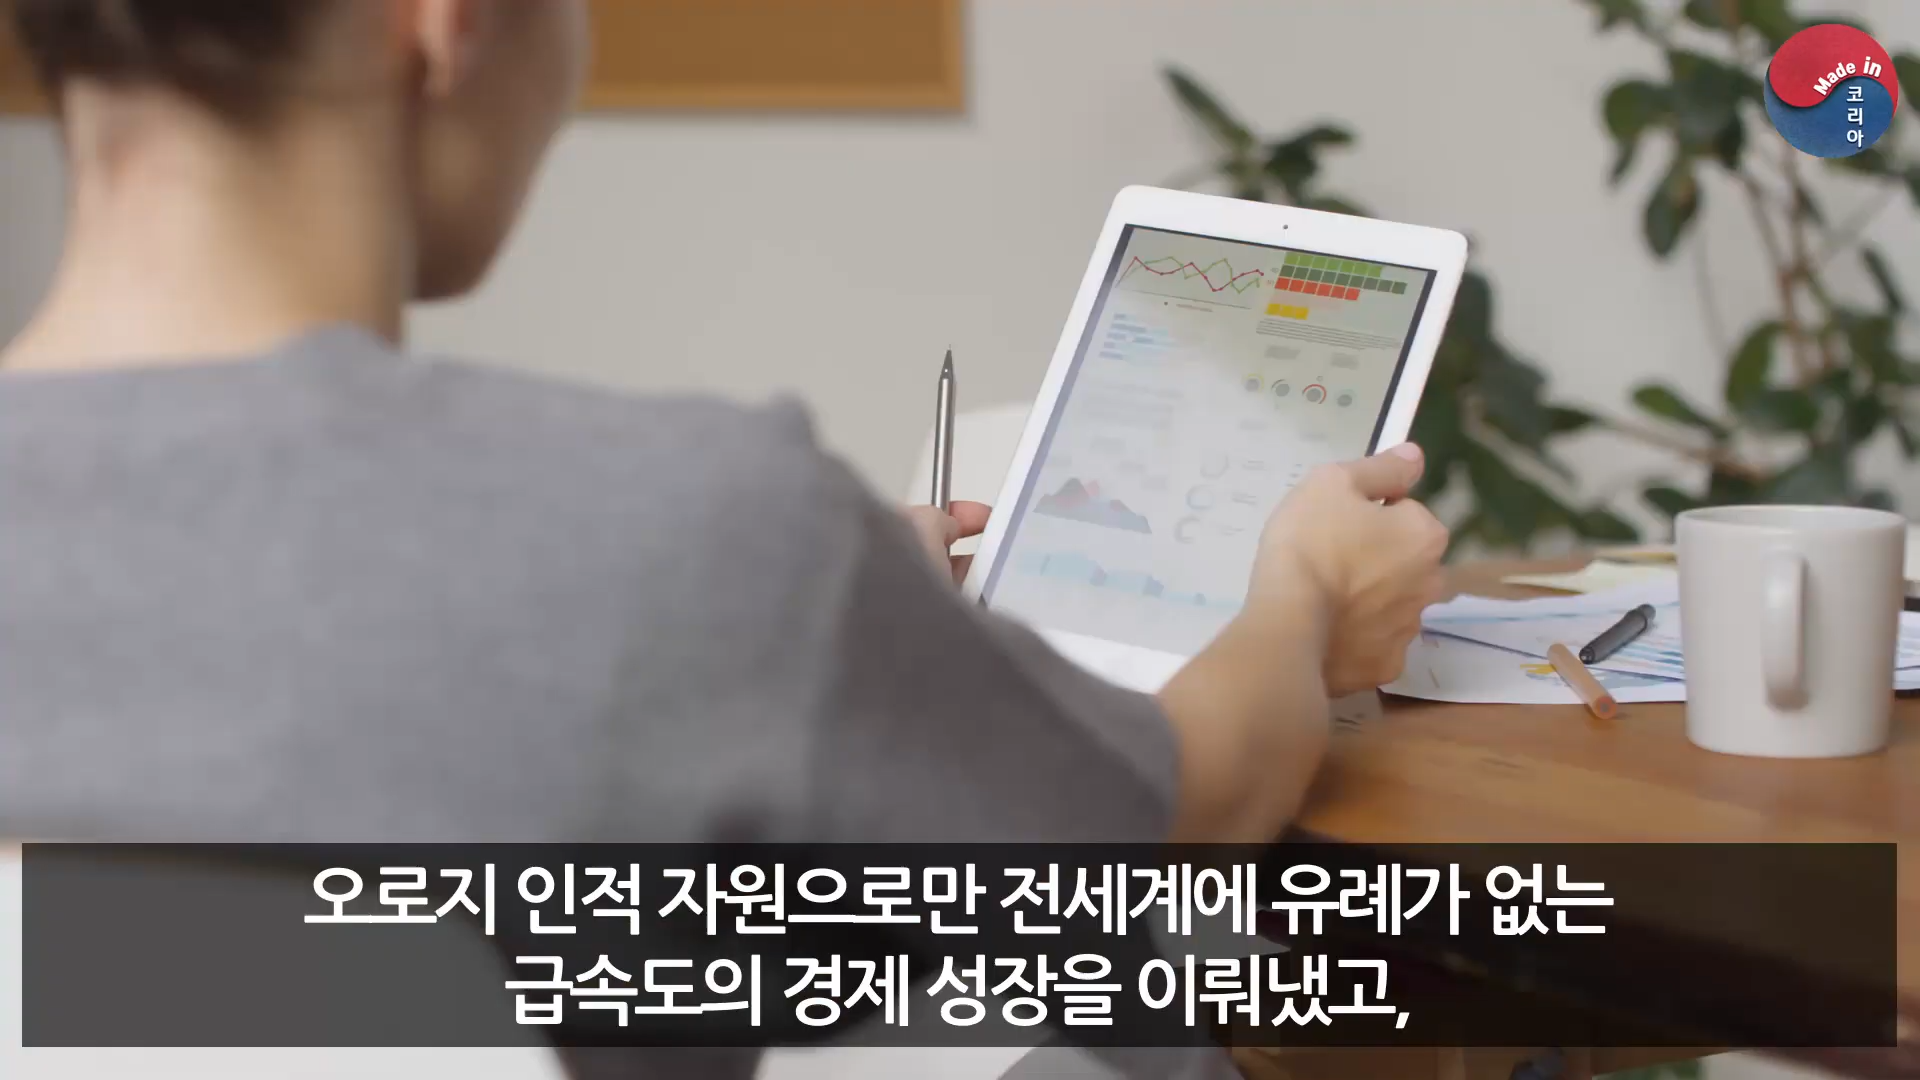 Made in
코리아
오로지 인적 자원으로만 전세계에 유례가 없는
급속도의 경제 성장을 이뤄냈고,